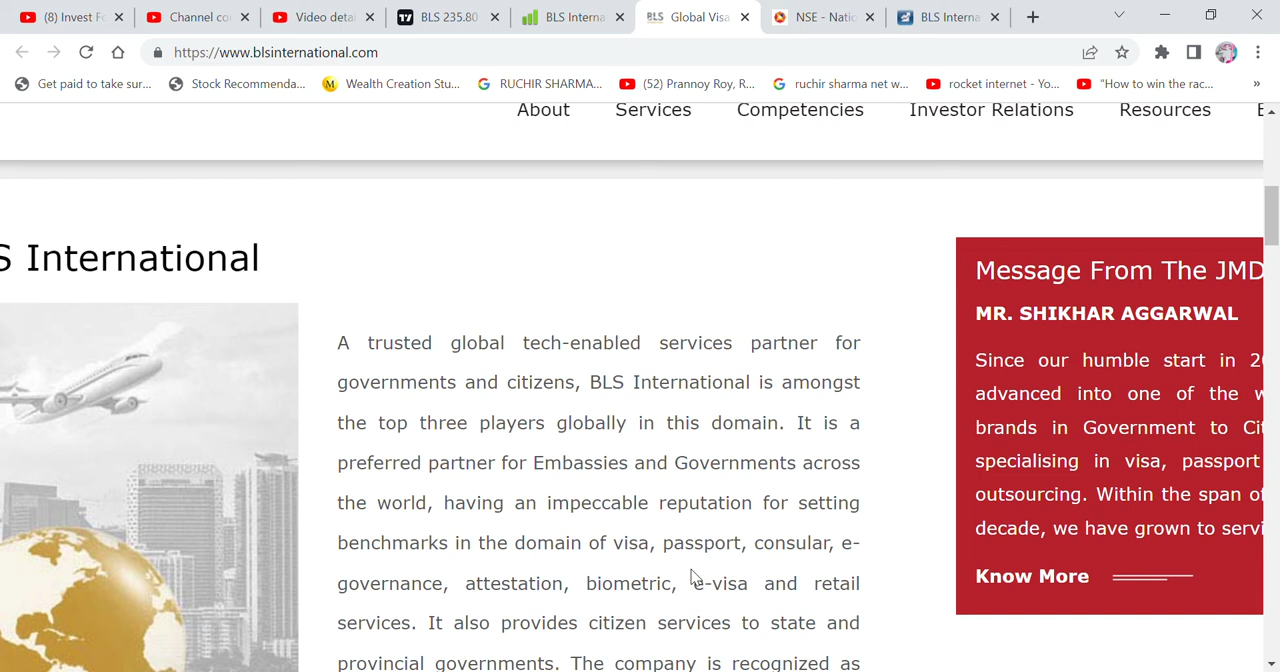 (8) Invest F
Channel co
Video detai
BLS 235.80
BLS Interna
BLS Global Visa
NSE - Natio
BLS Interna
https://www.blsinternational.com
Get paid to take sur...
Stock Recommenda...
M Wealth Creation Stu...
RUCHIR SHARMA...
(52) Prannoy Roy, R...
ruchir sharma net w...
rocket internet - Yo...
"How to win the rac...
»
About Services Competencies Investor Relations Resources E
S International
A trusted global tech-enabled services partner for
governments and citizens, BLS International is amongst
the top three players globally in this domain. It is a
preferred partner for Embassies and Governments across
the world, having an impeccable reputation for setting
benchmarks in the domain of visa, passport, consular, e-
governance, attestation, biometric, e-visa and retail
services. It also provides citizen services to state and
provincial governments. The company is recognized as
Message From The JMD
MR. SHIKHAR AGGARWAL
Since our humble start in 20
advanced into one of the w
brands in Government to Cit
specialising in visa, passport
outsourcing. Within the span of
decade, we have grown to servi
Know More